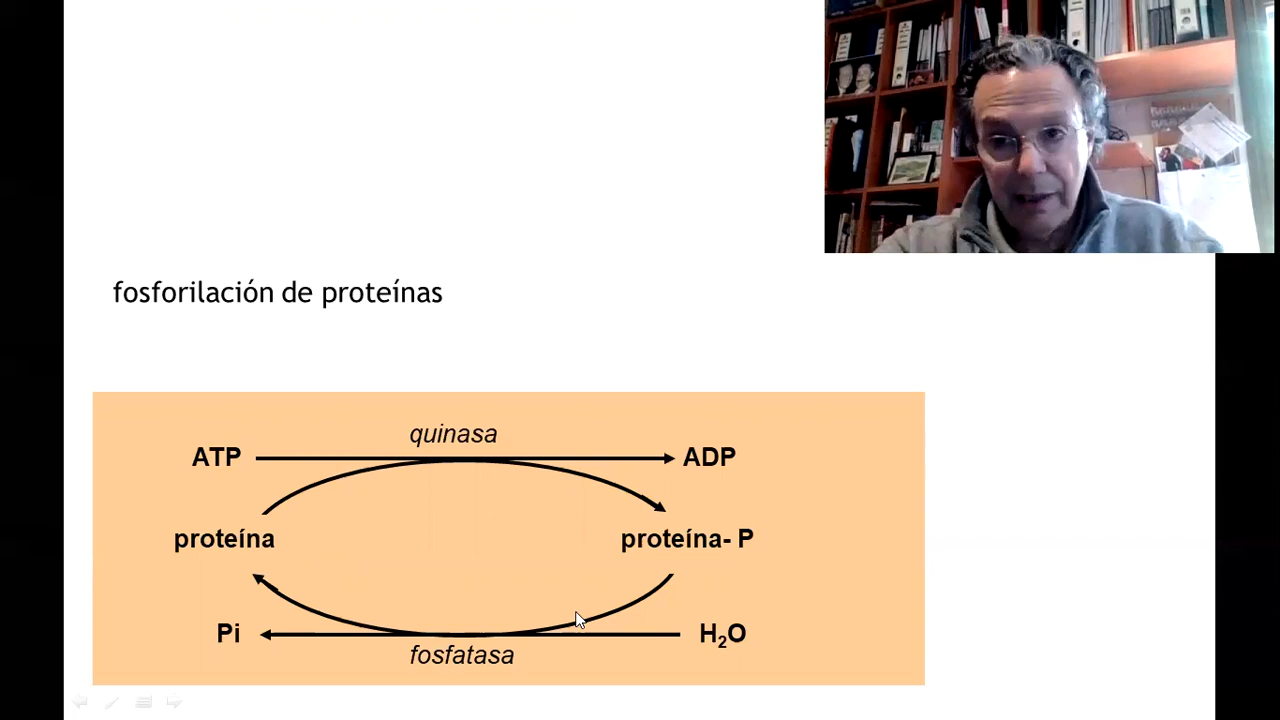 fosforilación de proteínas
quinasa
ATP ADP
proteína proteína- P
Pi H₂O
fosfatasa